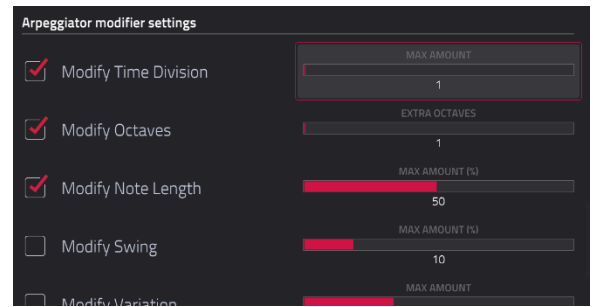 Arpeggiator modifier settings
MAX AMOUNT
Modify Time Division
1
EXTRA OCTAVES
Modify Octaves
1
MAX AMOUNT (%)
Modify Note Length
50
MAX AMOUNT (%)
Modify Swing
10
MAX AMOUNT
Modify Variation